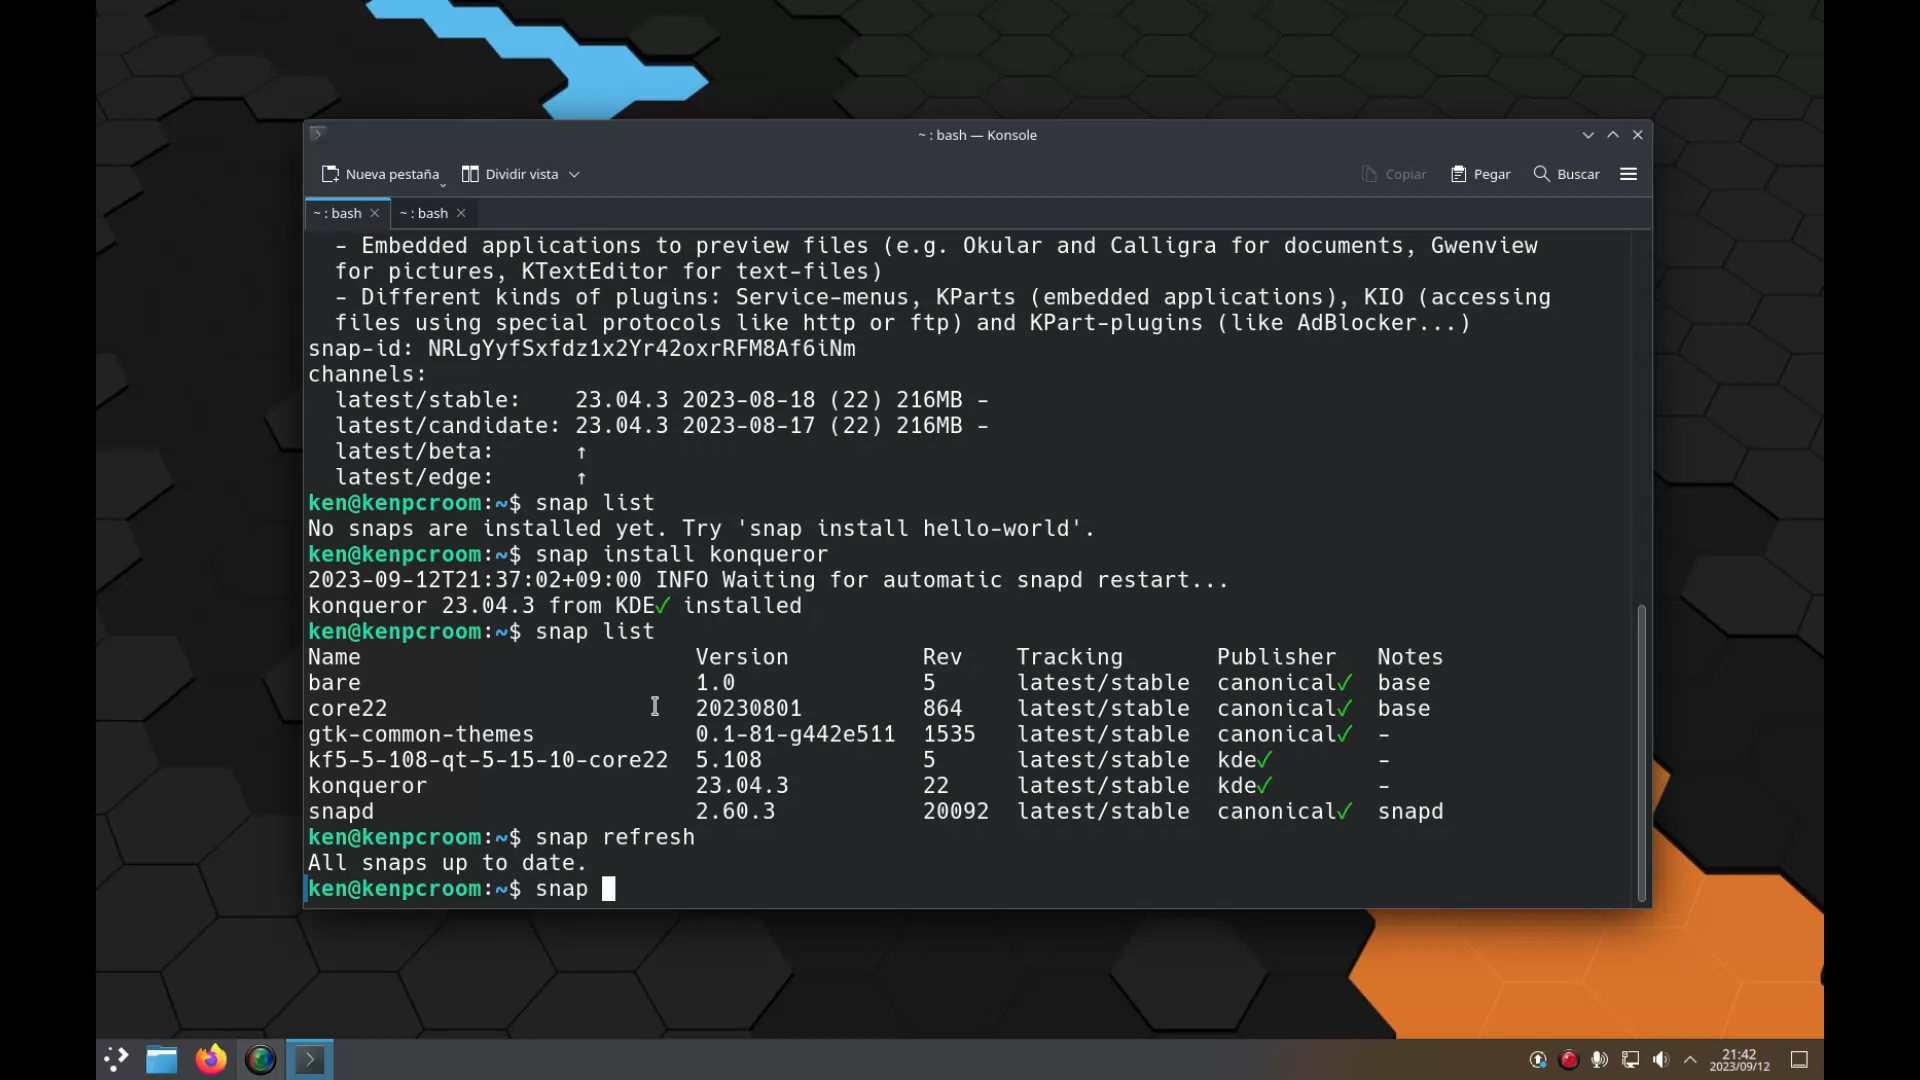 ~ : bash — Konsole
Nueva pestaña Dividir vista Copiar Pegar Buscar
~ : bash ~ : bash
- Embedded applications to preview files (e.g. Okular and Calligra for documents, Gwenview
for pictures, KTextEditor for text-files)
- Different kinds of plugins: Service-menus, KParts (embedded applications), KIO (accessing
files using special protocols like http or ftp) and KPart-plugins (like AdBlocker...)
snap-id: NRLgYyfSxfdz1x2Yr42oxrRFM8Af6iNm
channels:
latest/stable: 23.04.3 2023-08-18 (22) 216MB -
latest/candidate: 23.04.3 2023-08-17 (22) 216MB -
latest/beta: ↑
latest/edge: ↑
ken@kenpcroom:~$ snap list
No snaps are installed yet. Try 'snap install hello-world'.
ken@kenpcroom:~$ snap install konqueror
2023-09-12T21:37:02+09:00 INFO Waiting for automatic snapd restart...
konqueror 23.04.3 from KDE✓ installed
ken@kenpcroom:~$ snap list
Name Version Rev Tracking Publisher Notes
bare 1.0 5 latest/stable canonical✓ base
core22 20230801 864 latest/stable canonical✓ base
gtk-common-themes 0.1-81-g442e511 1535 latest/stable canonical✓ -
kf5-5-108-qt-5-15-10-core22 5.108 5 latest/stable kde✓ -
konqueror 23.04.3 22 latest/stable kde✓ -
snapd 2.60.3 20092 latest/stable canonical✓ snapd
ken@kenpcroom:~$ snap refresh
All snaps up to date.
ken@kenpcroom:~$ snap
21:42
2023/09/12